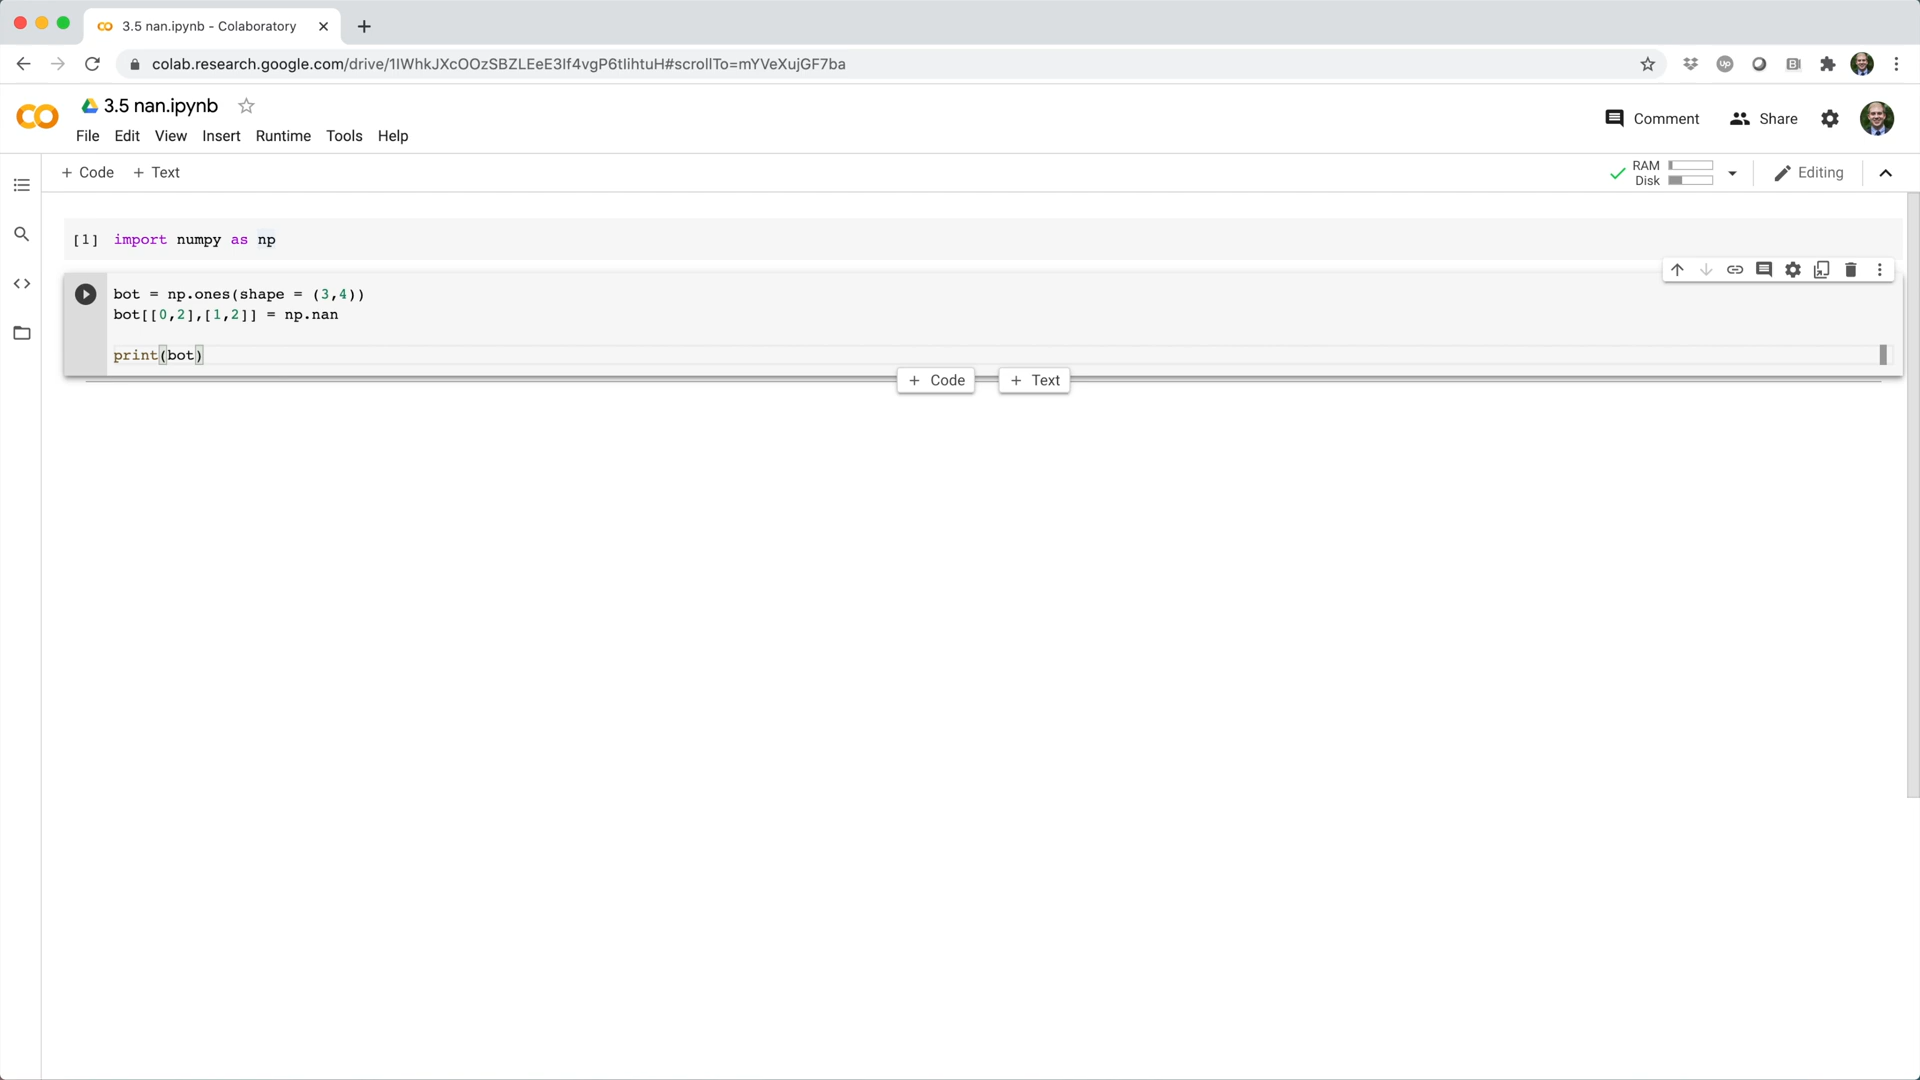 3.5 nan.ipynb - Colaboratory
colab.research.google.com/drive/1IWhkJXcOOzSBZLEeE3lf4vgP6tlihtuH#scrollTo=mYVeXujGF7ba
3.5 nan.ipynb
File Edit View Insert Runtime Tools Help
Comment Share
+ Code + Text
RAM
Disk
Editing
[1] import numpy as np
bot = np.ones(shape = (3,4))
bot[[0,2],[1,2]] = np.nan
print(bot)
+ Code + Text